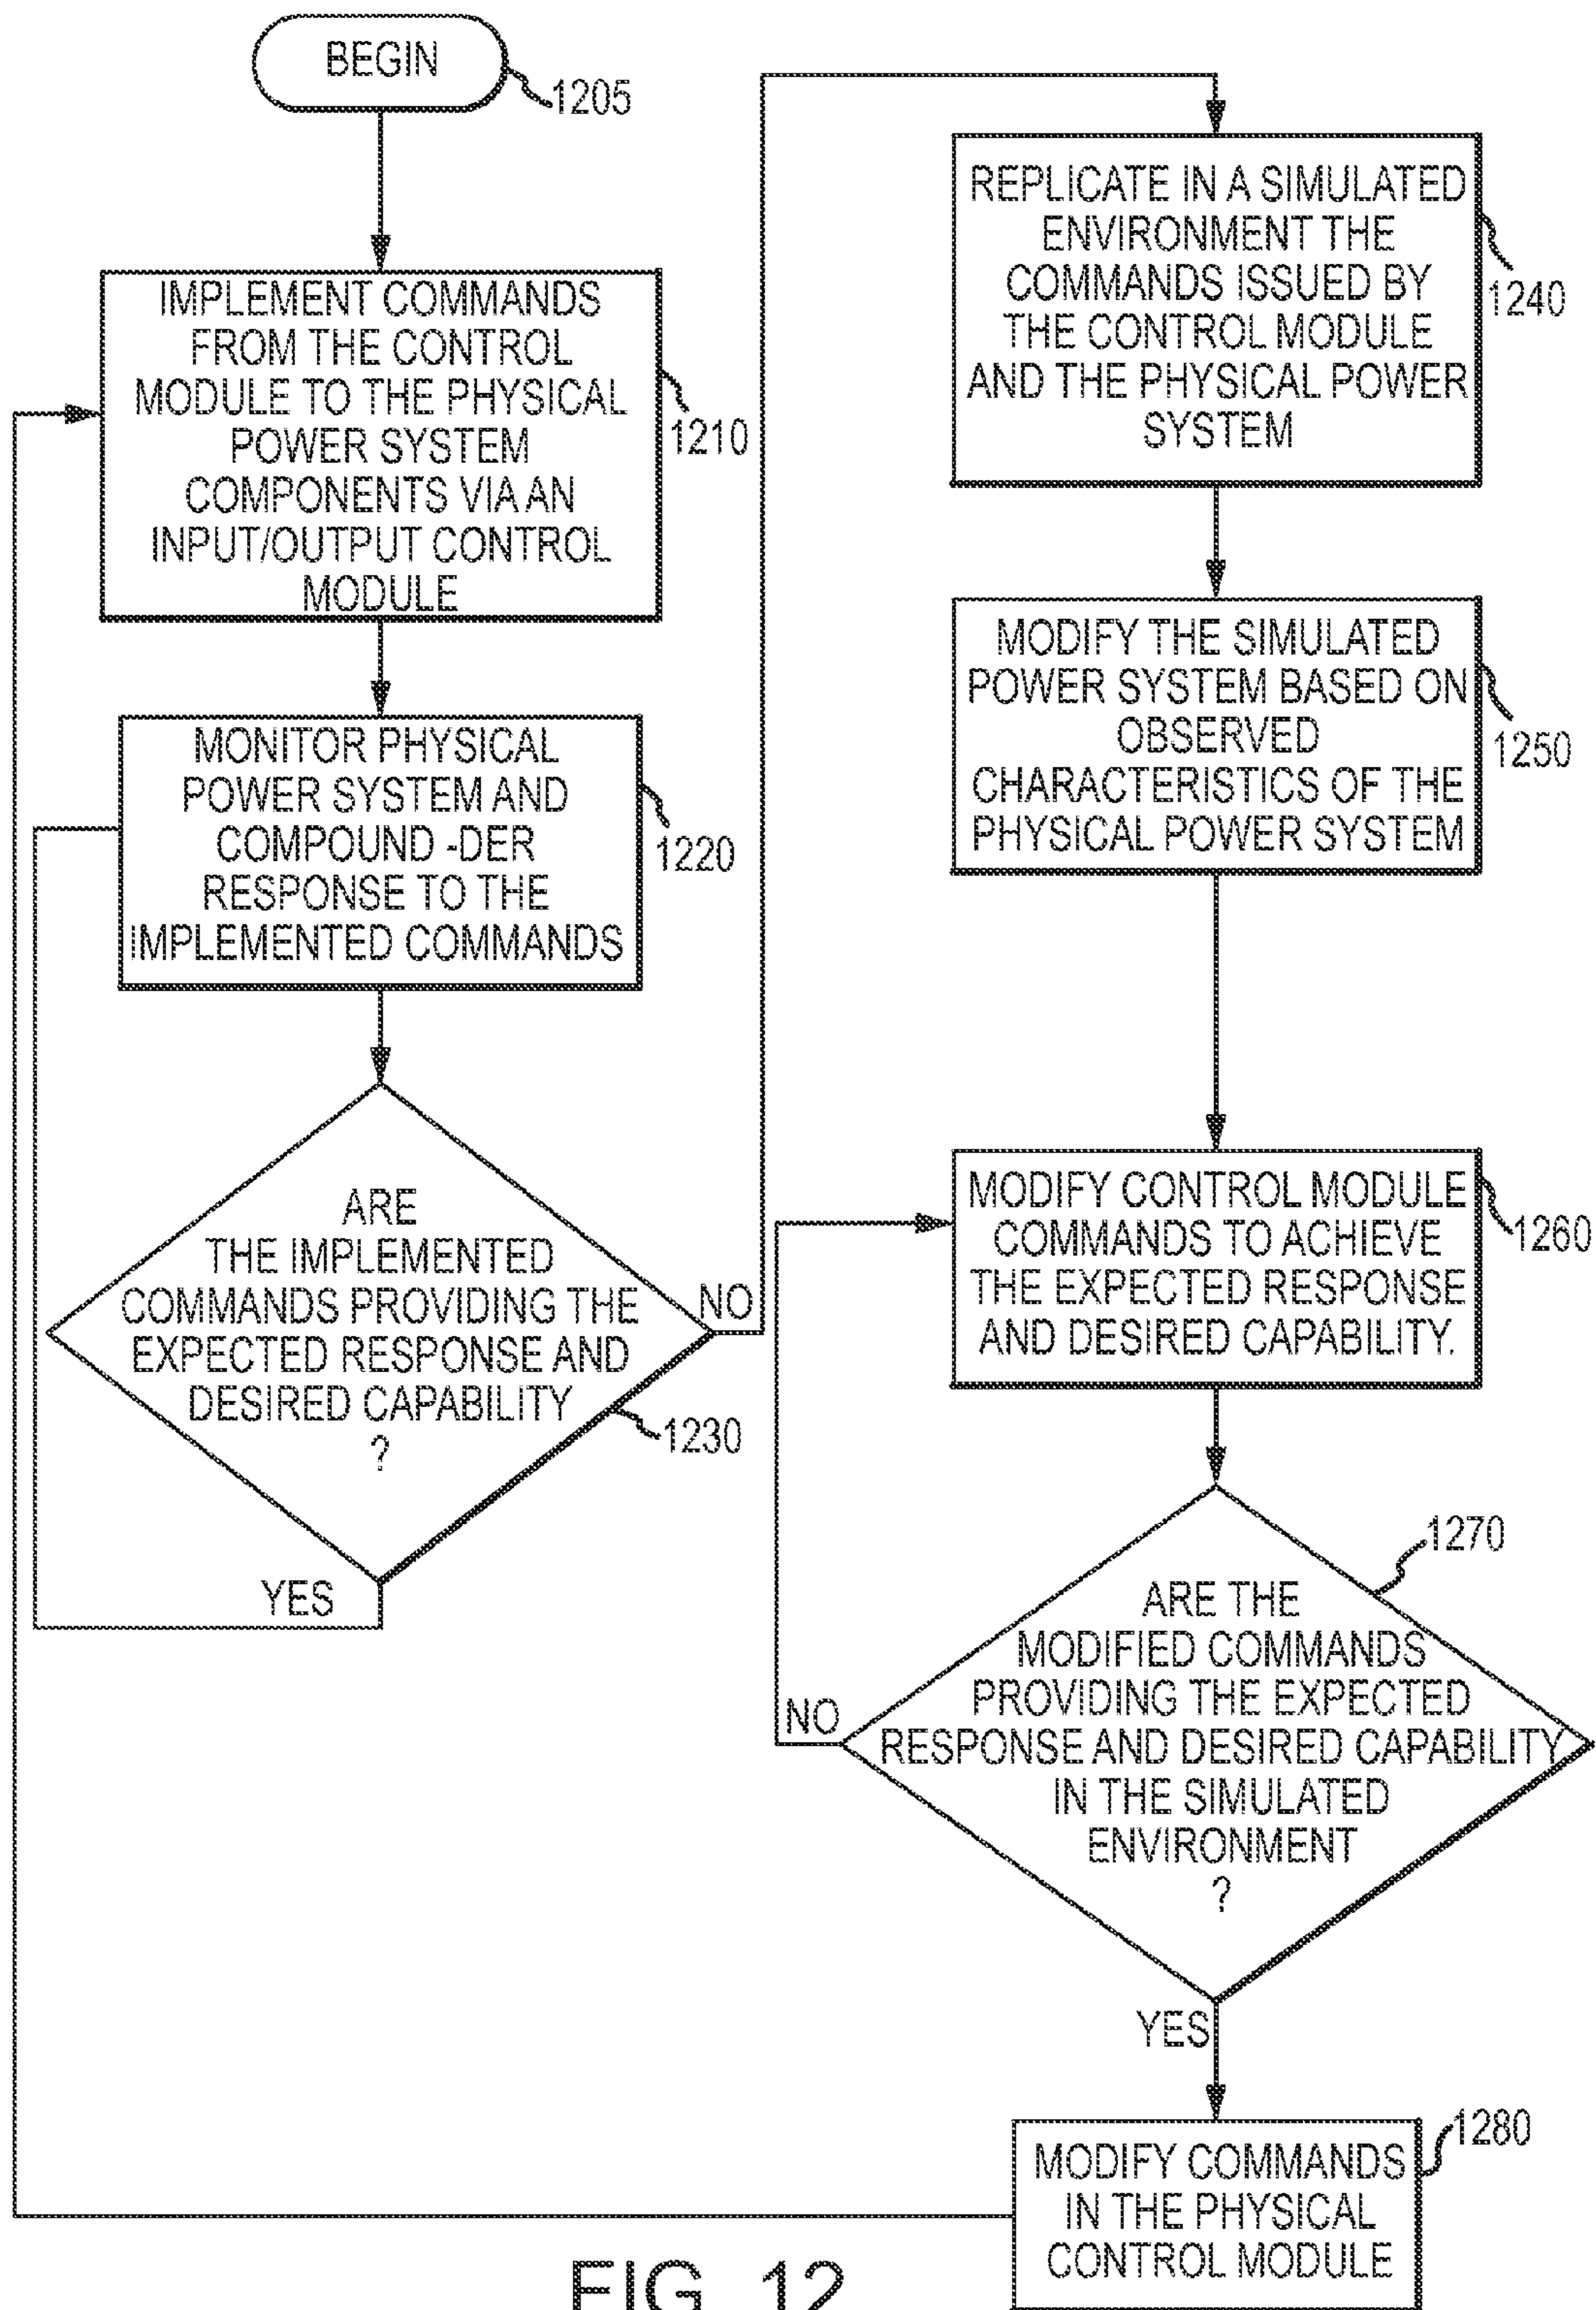 BEGIN
1205
IMPLEMENT COMMANDS
FROM THE CONTROL
MODULE TO THE PHYSICAL
POWER SYSTEM
COMPONENTS VIA AN
INPUT/OUTPUT CONTROL
MODULE
1210
MONITOR PHYSICAL
POWER SYSTEM AND
COMPOUND -DER
RESPONSE TO THE
IMPLEMENTED COMMANDS
1220
ARE
THE IMPLEMENTED
COMMANDS PROVIDING THE
EXPECTED RESPONSE AND
DESIRED CAPABILITY
?
1230
NO
YES
REPLICATE IN A SIMULATED
ENVIRONMENT THE
COMMANDS ISSUED BY
THE CONTROL MODULE
AND THE PHYSICAL POWER
SYSTEM
1240
MODIFY THE SIMULATED
POWER SYSTEM BASED ON
OBSERVED
CHARACTERISTICS OF THE
PHYSICAL POWER SYSTEM
1250
MODIFY CONTROL MODULE
COMMANDS TO ACHIEVE
THE EXPECTED RESPONSE
AND DESIRED CAPABILITY.
1260
1270
ARE THE
MODIFIED COMMANDS
PROVIDING THE EXPECTED
RESPONSE AND DESIRED CAPABILITY
IN THE SIMULATED
ENVIRONMENT
?
NO
YES
1280
MODIFY COMMANDS
IN THE PHYSICAL
CONTROL MODULE
FIG. 12